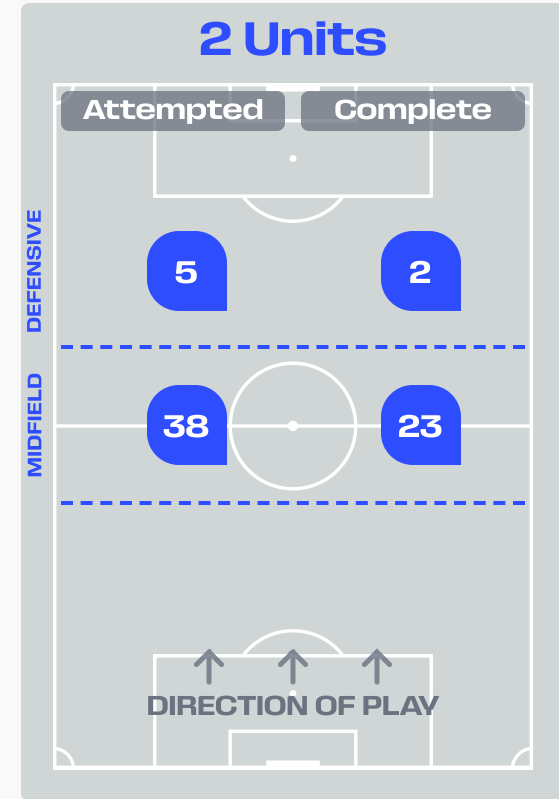 2 Units
Attempted Complete
DEFENSIVE
5 2
MIDFIELD
38 23
DIRECTION OF PLAY